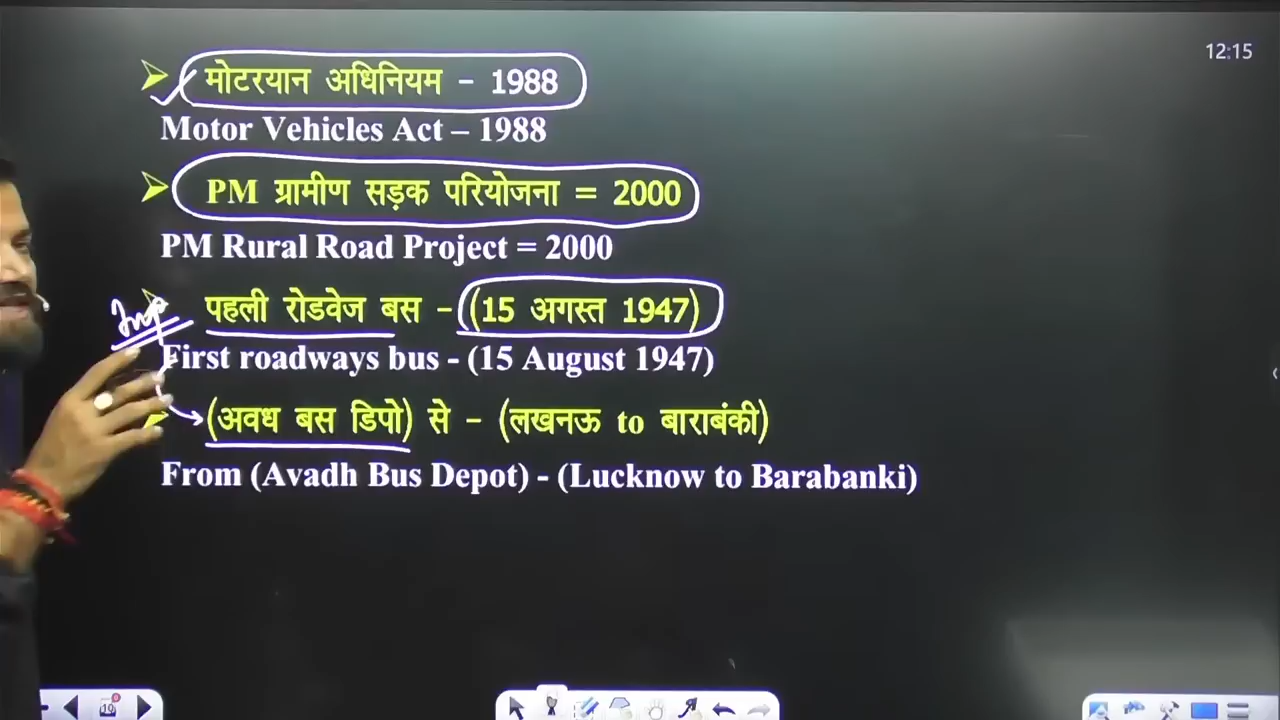 12:15
मोटरयान अधिनियम - 1988
Motor Vehicles Act – 1988
PM ग्रामीण सड़क परियोजना = 2000
PM Rural Road Project = 2000
Imp
पहली रोडवेज बस - (15 अगस्त 1947)
First roadways bus - (15 August 1947)
(अवध बस डिपो) से - (लखनऊ to बाराबंकी)
From (Avadh Bus Depot) - (Lucknow to Barabanki)
19